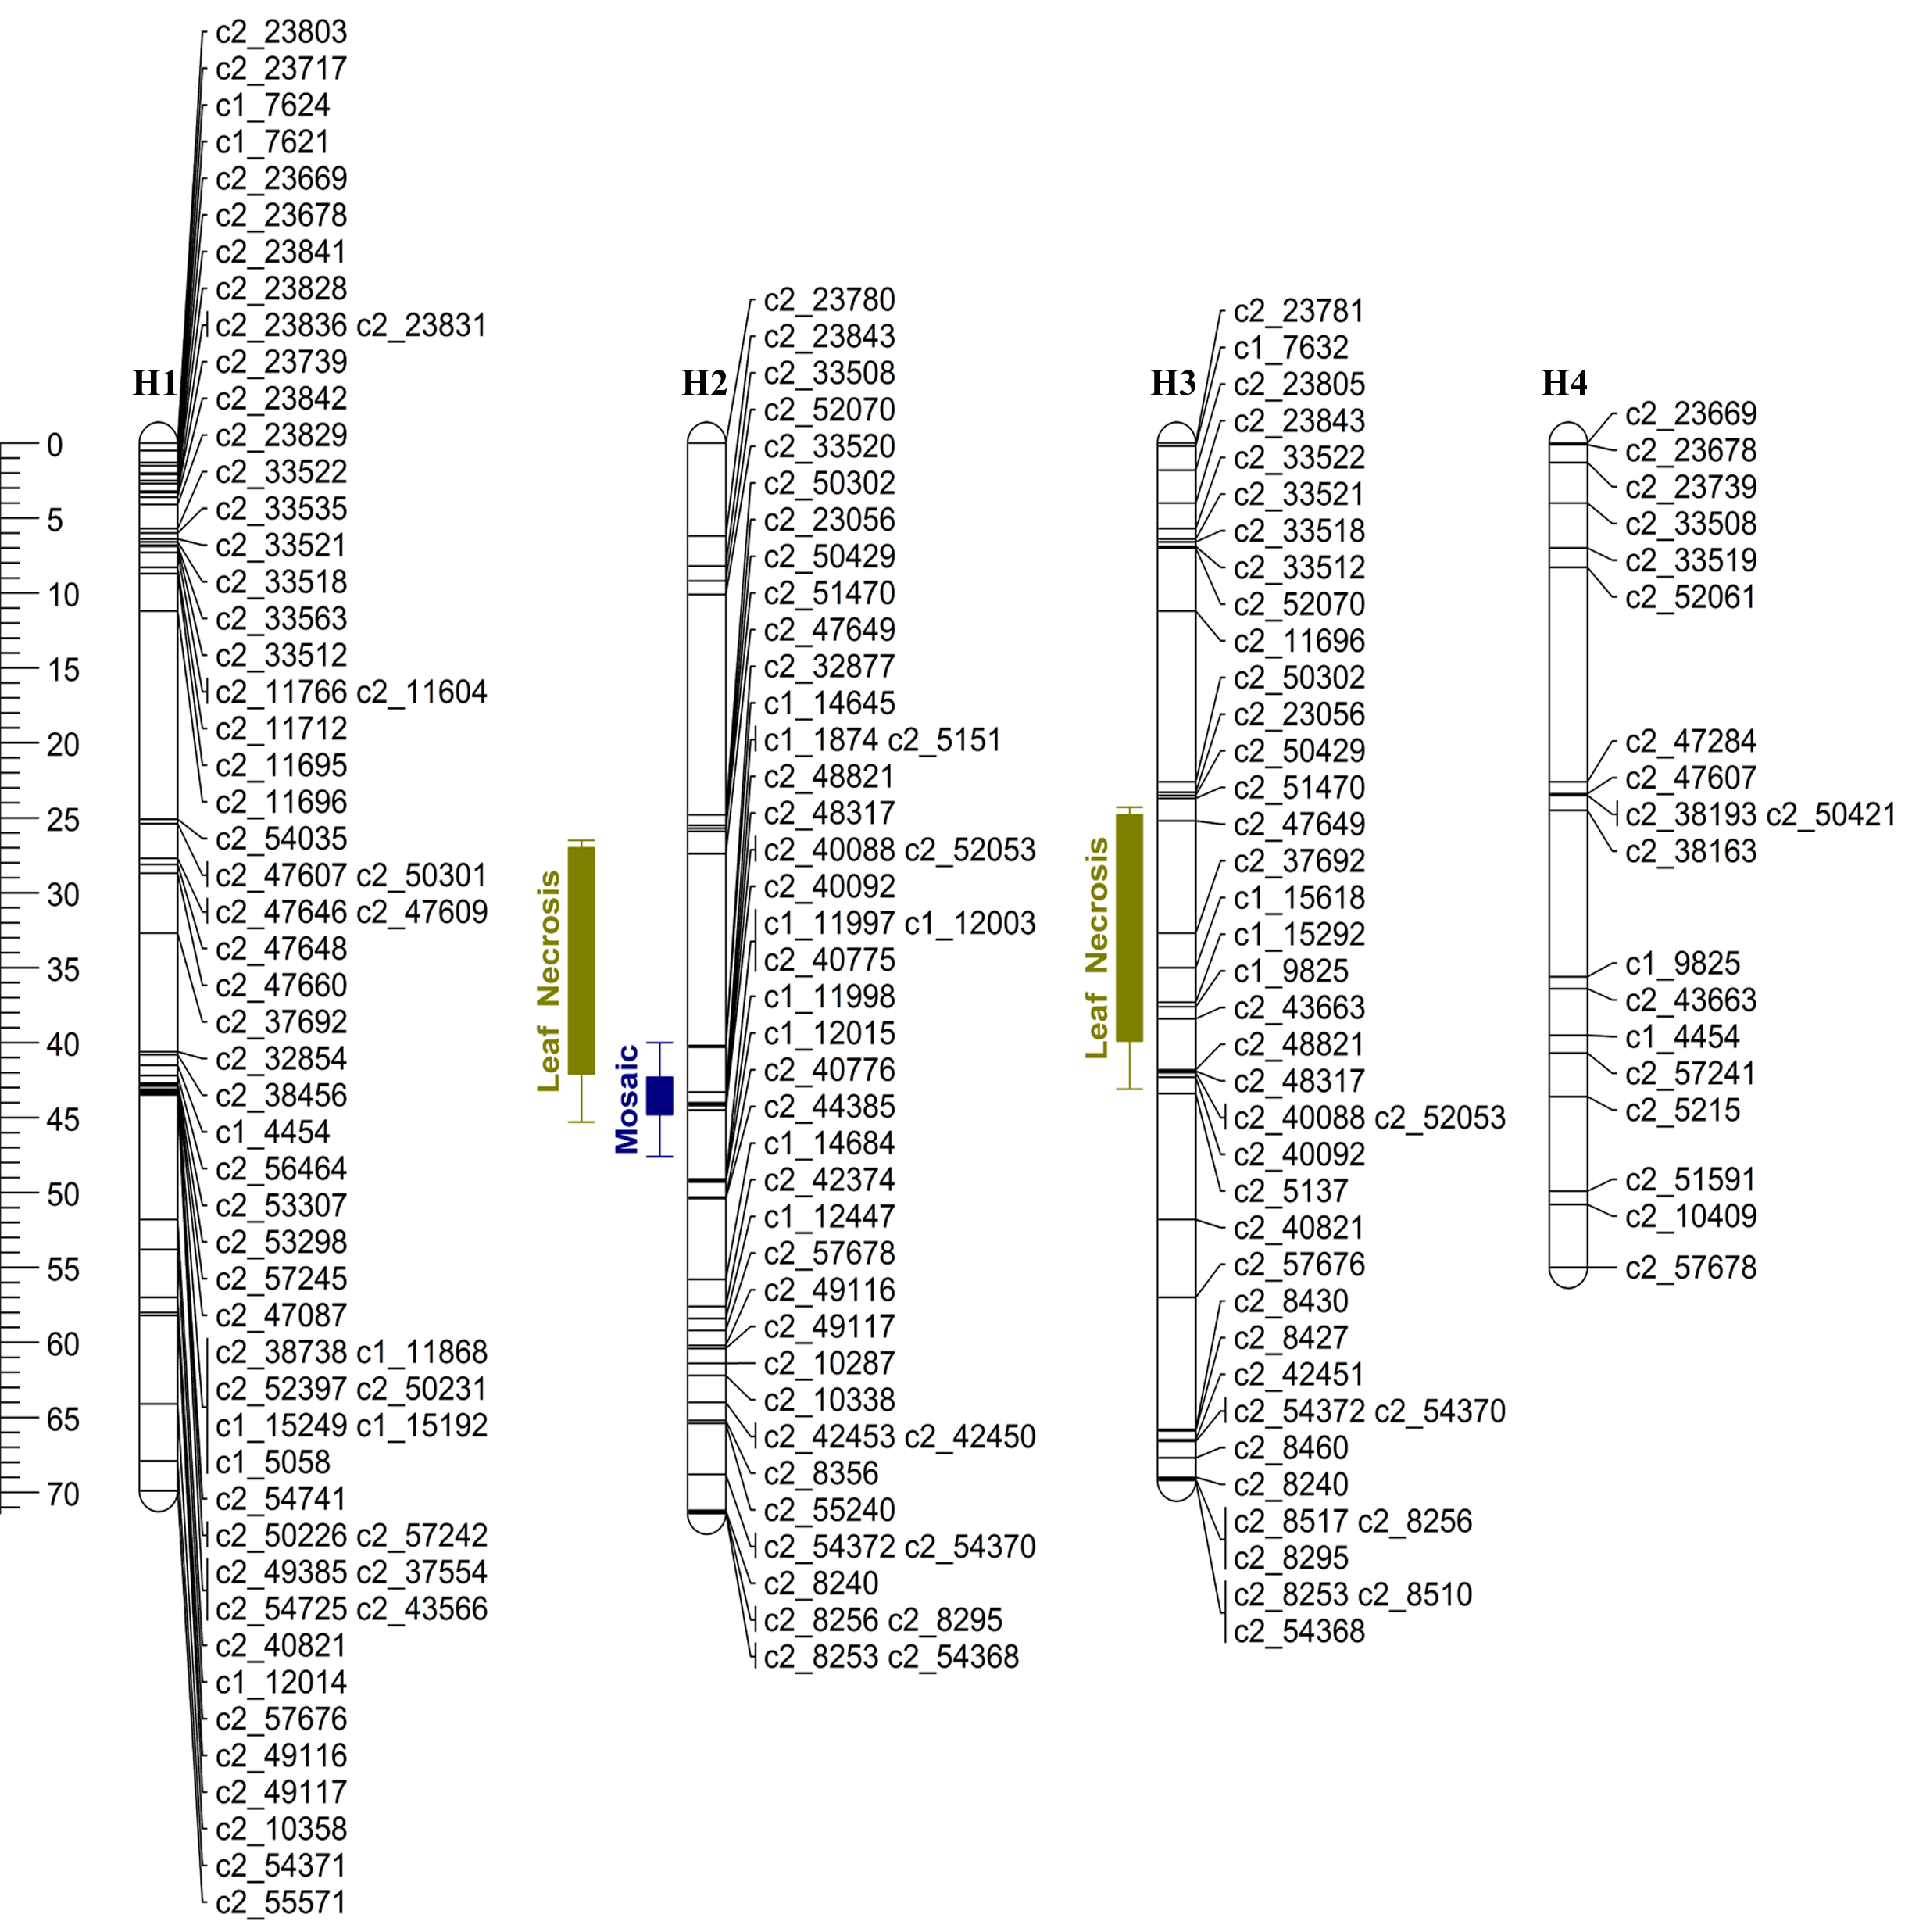 0
5
10
15
20
25
30
35
40
45
50
55
60
65
70
H1
c2_23803
c2_23717
c1_7624
c1_7621
c2_23669
c2_23678
c2_23841
c2_23828
c2_23836 c2_23831
c2_23739
c2_23842
c2_23829
c2_33522
c2_33535
c2_33521
c2_33518
c2_33563
c2_33512
c2_11766 c2_11604
c2_11712
c2_11695
c2_11696
c2_54035
c2_47607 c2_50301
c2_47646 c2_47609
c2_47648
c2_47660
c2_37692
c2_32854
c2_38456
c1_4454
c2_56464
c2_53307
c2_53298
c2_57245
c2_47087
c2_38738 c1_11868
c2_52397 c2_50231
c1_15249 c1_15192
c1_5058
c2_54741
c2_50226 c2_57242
c2_49385 c2_37554
c2_54725 c2_43566
c2_40821
c1_12014
c2_57676
c2_49116
c2_49117
c2_10358
c2_54371
c2_55571
Leaf Necrosis
Mosaic
H2
c2_23780
c2_23843
c2_33508
c2_52070
c2_33520
c2_50302
c2_23056
c2_50429
c2_51470
c2_47649
c2_32877
c1_14645
c1_1874 c2_5151
c2_48821
c2_48317
c2_40088 c2_52053
c2_40092
c1_11997 c1_12003
c2_40775
c1_11998
c1_12015
c2_40776
c2_44385
c1_14684
c2_42374
c1_12447
c2_57678
c2_49116
c2_49117
c2_10287
c2_10338
c2_42453 c2_42450
c2_8356
c2_55240
c2_54372 c2_54370
c2_8240
c2_8256 c2_8295
c2_8253 c2_54368
Leaf Necrosis
H3
c2_23781
c1_7632
c2_23805
c2_23843
c2_33522
c2_33521
c2_33518
c2_33512
c2_52070
c2_11696
c2_50302
c2_23056
c2_50429
c2_51470
c2_47649
c2_37692
c1_15618
c1_15292
c1_9825
c2_43663
c2_48821
c2_48317
c2_40088 c2_52053
c2_40092
c2_5137
c2_40821
c2_57676
c2_8430
c2_8427
c2_42451
c2_54372 c2_54370
c2_8460
c2_8240
c2_8517 c2_8256
c2_8295
c2_8253 c2_8510
c2_54368
H4
c2_23669
c2_23678
c2_23739
c2_33508
c2_33519
c2_52061
c2_47284
c2_47607
c2_38193 c2_50421
c2_38163
c1_9825
c2_43663
c1_4454
c2_57241
c2_5215
c2_51591
c2_10409
c2_57678